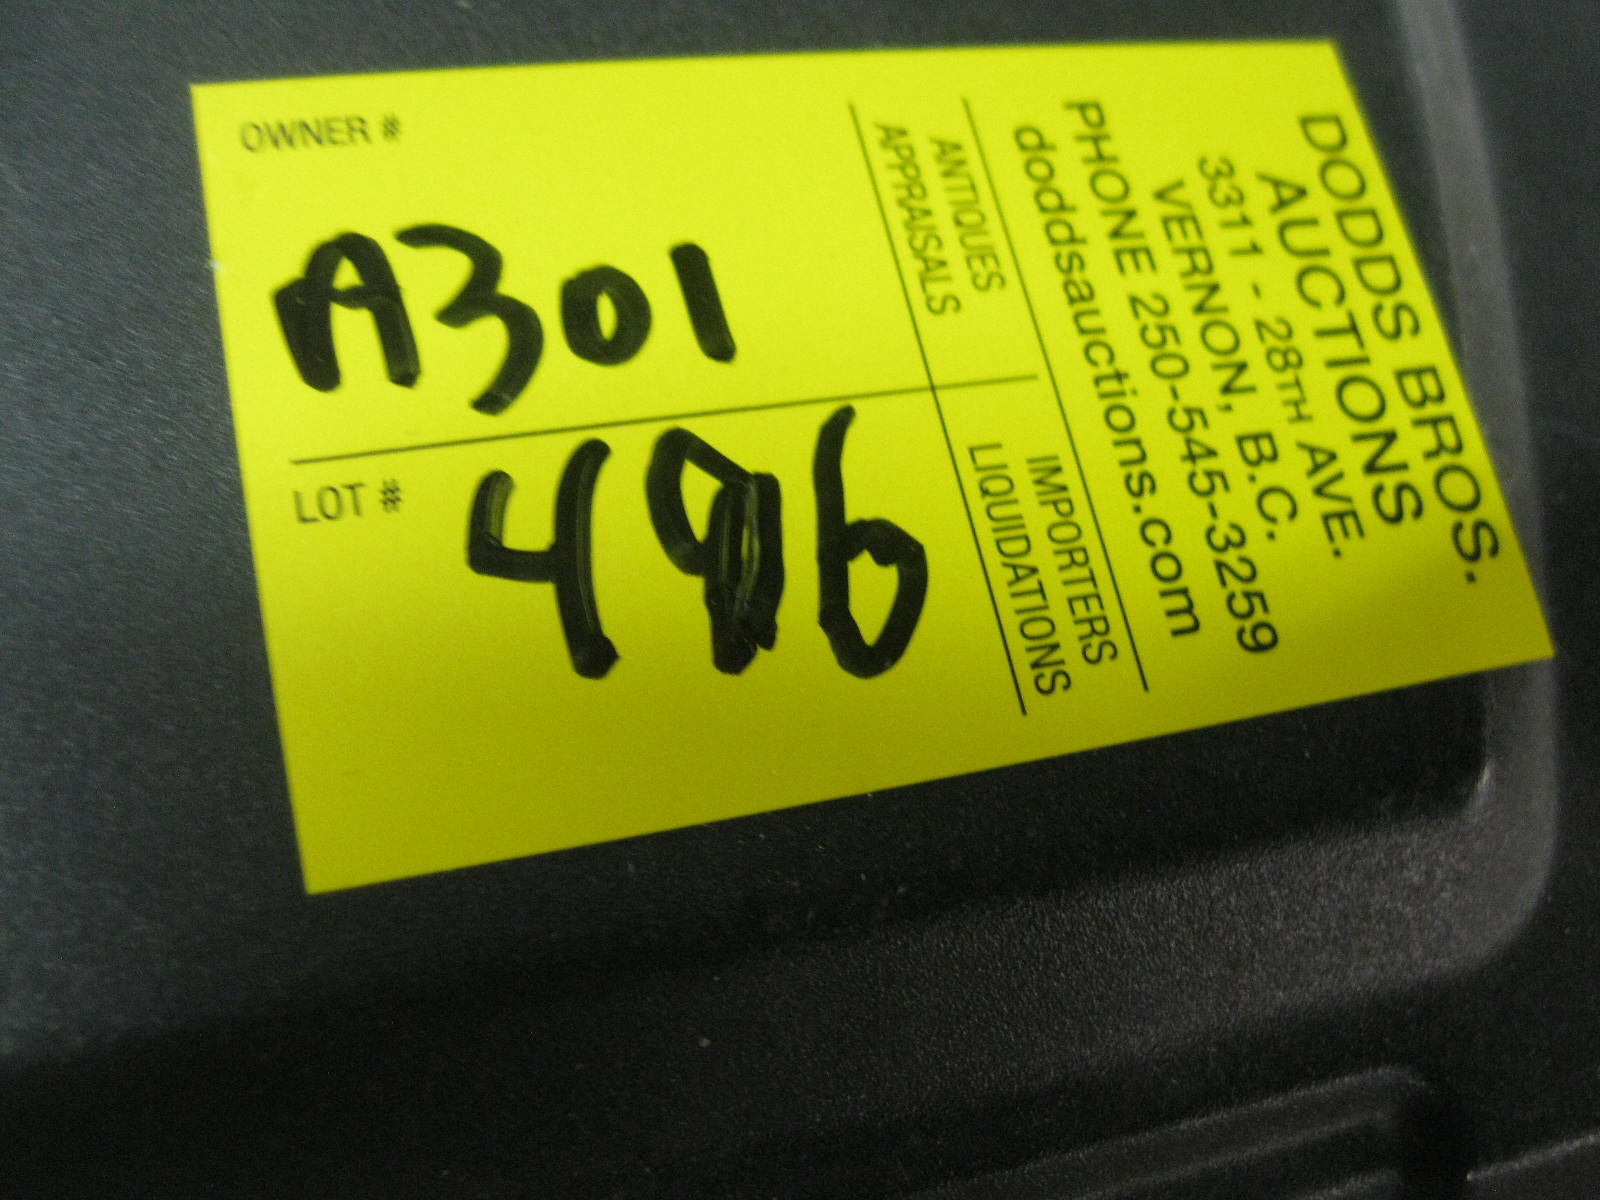 DODDS BROS.
AUCTIONS
3311 - 28TH AVE.
VERNON, B.C.
PHONE 250-545-3259
doddsauctions.com
ANTIQUES
APPRAISALS
IMPORTERS
LIQUIDATIONS
OWNER #
A301
LOT #